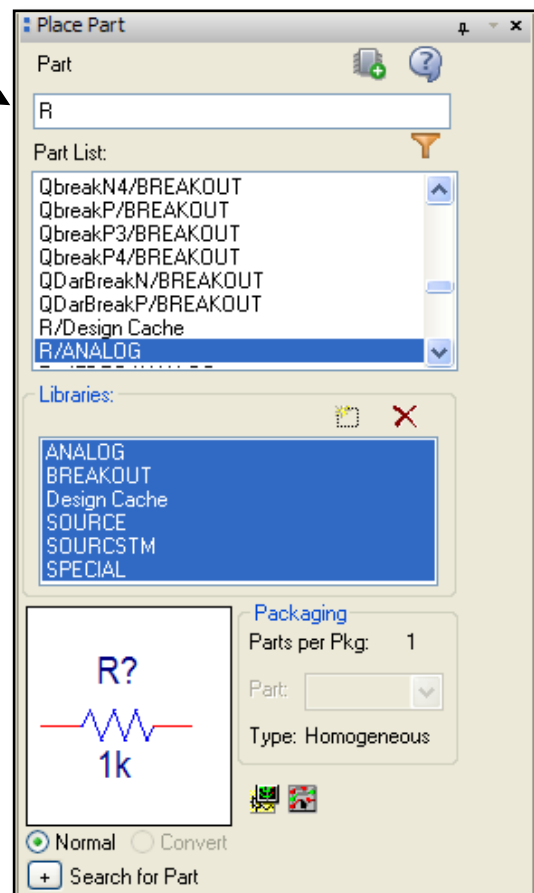 Place Part
Part
R
Part List:
QbreakN4/BREAKOUT
QbreakP/BREAKOUT
QbreakP3/BREAKOUT
QbreakP4/BREAKOUT
QDarBreakN/BREAKOUT
QDarBreakP/BREAKOUT
R/Design Cache
R/ANALOG
Libraries:
ANALOG
BREAKOUT
Design Cache
SOURCE
SOURCSTM
SPECIAL
Packaging
Parts per Pkg: 1
Part:
Type: Homogeneous
R?
1k
Normal Convert
+ Search for Part